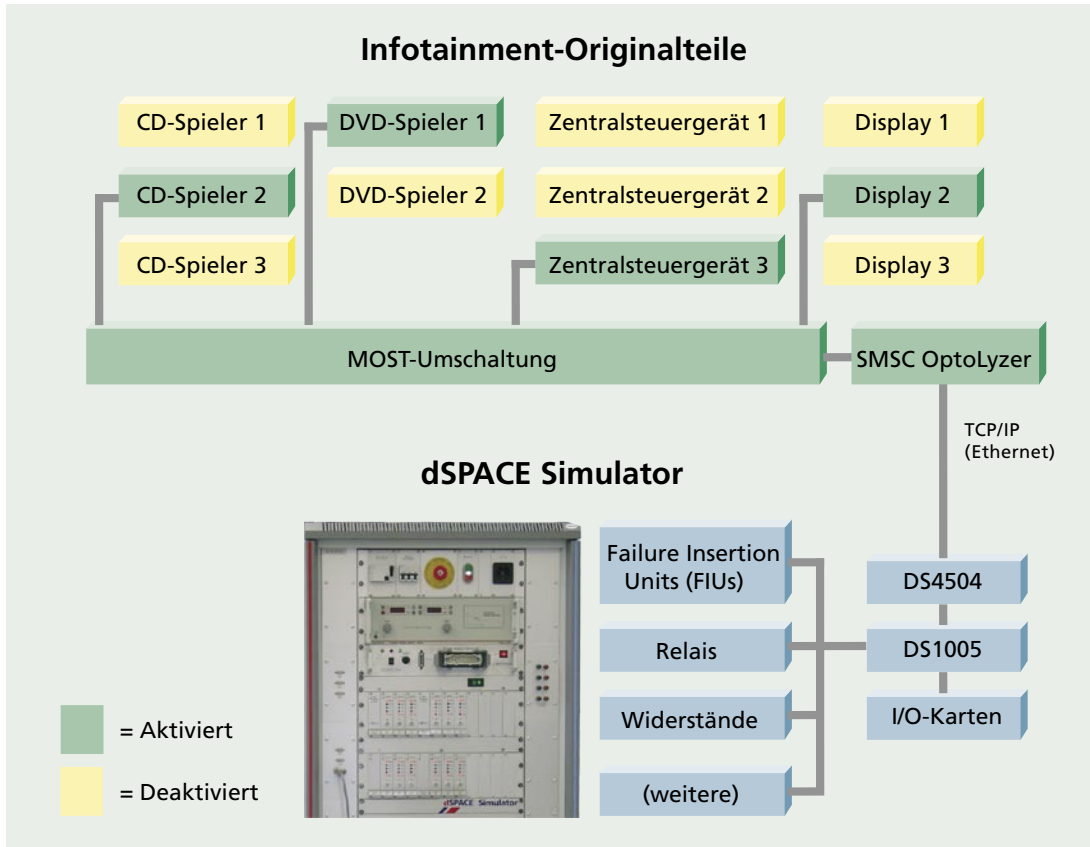 Infotainment-Originalteile
CD-Spieler 1
DVD-Spieler 1
Zentralsteuergerät 1
Display 1
CD-Spieler 2
DVD-Spieler 2
Zentralsteuergerät 2
Display 2
CD-Spieler 3
Zentralsteuergerät 3
Display 3
MOST-Umschaltung
SMSC OptoLyzer
TCP/IP
(Ethernet)
dSPACE Simulator
Failure Insertion
Units (FIUs)
DS4504
Relais
DS1005
Widerstände
I/O-Karten
(weitere)
= Aktiviert
= Deaktiviert
dSPACE Simulator